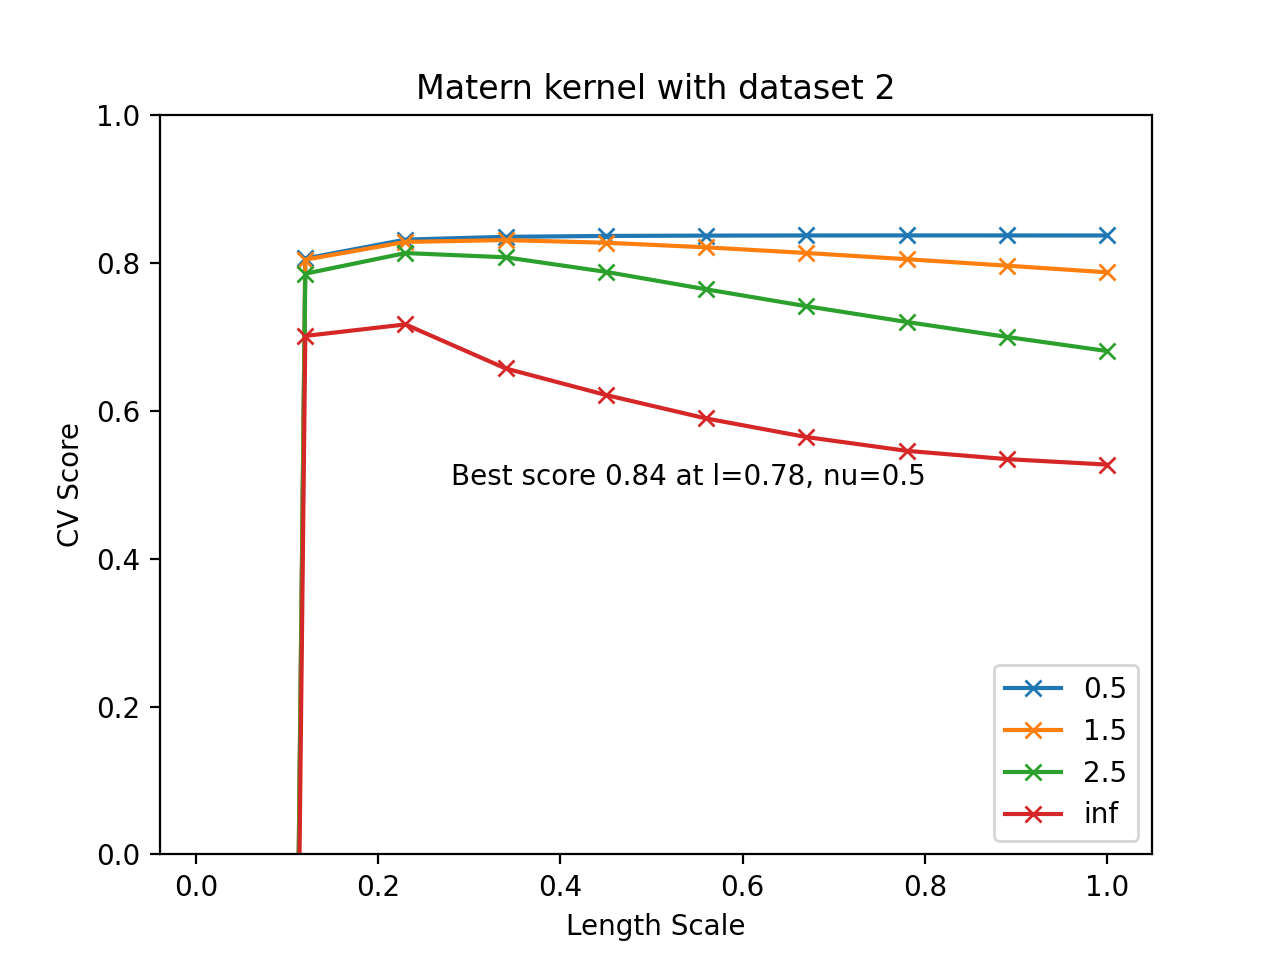 Matern kernel with dataset 2
1.0
0.8
0.6
0.4
0.2
0.0
CV Score
Best score 0.84 at l=0.78, nu=0.5
0.5
1.5
2.5
inf
0.0 0.2 0.4 0.6 0.8 1.0
Length Scale